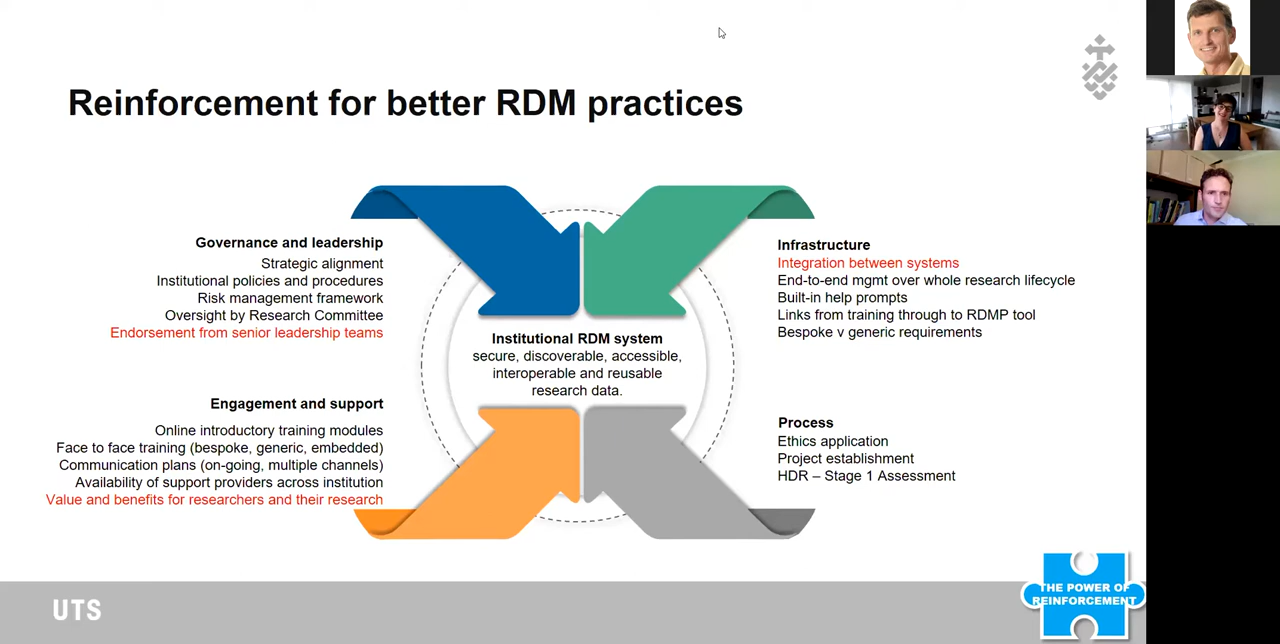 Reinforcement for better RDM practices
Governance and leadership
Strategic alignment
Institutional policies and procedures
Risk management framework
Oversight by Research Committee
Endorsement from senior leadership teams
Infrastructure
Integration between systems
End-to-end mgmt over whole research lifecycle
Built-in help prompts
Links from training through to RDMP tool
Bespoke v generic requirements
Institutional RDM system
secure, discoverable, accessible,
interoperable and reusable
research data.
Engagement and support
Online introductory training modules
Face to face training (bespoke, generic, embedded)
Communication plans (on-going, multiple channels)
Availability of support providers across institution
Value and benefits for researchers and their research
Process
Ethics application
Project establishment
HDR – Stage 1 Assessment
UTS
THE POWER OF
REINFORCEMENT